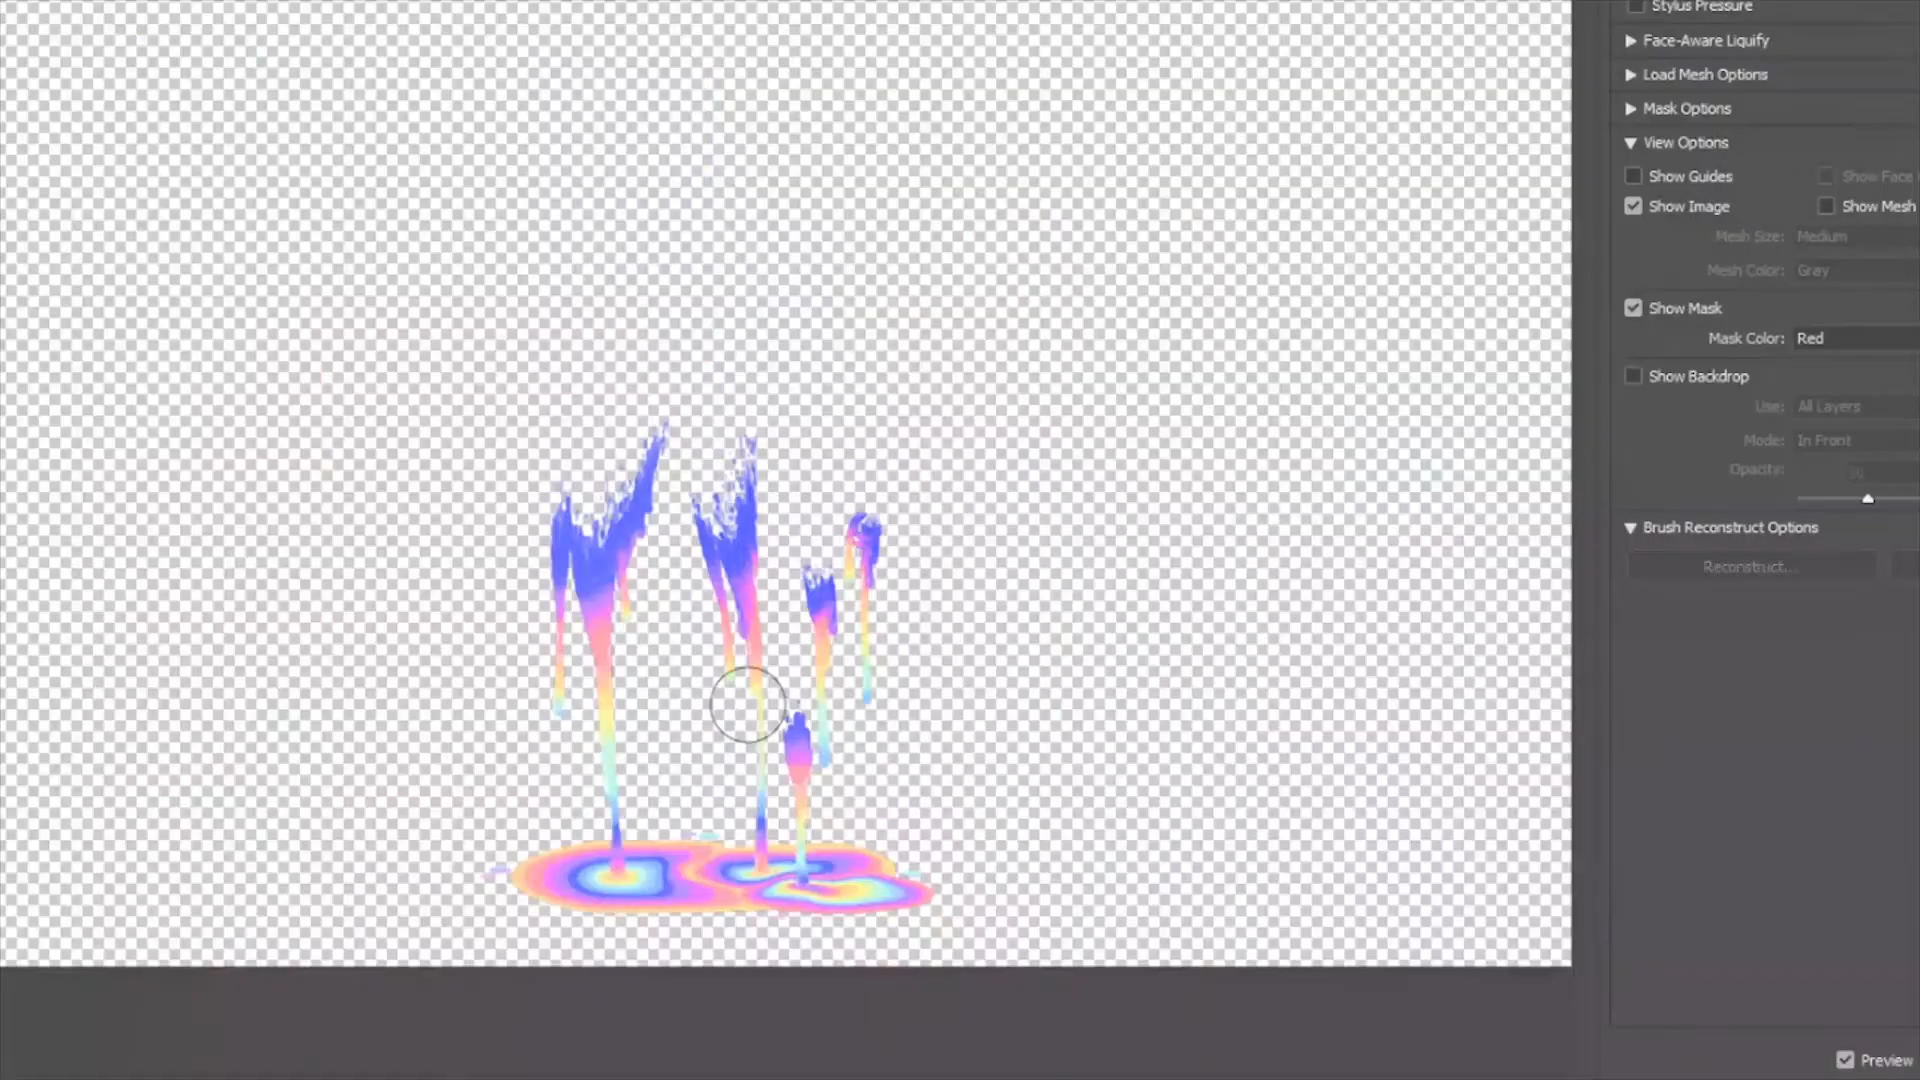 Stylus Pressure
Face-Aware Liquify
Load Mesh Options
Mask Options
View Options
Show Guides
Show Face
Show Image
Show Mesh
Mesh Size: Medium
Mesh Color: Gray
Show Mask
Mask Color: Red
Show Backdrop
Use: All Layers
Mode: In Front
Opacity:
Brush Reconstruct Options
Reconstruct...
Preview